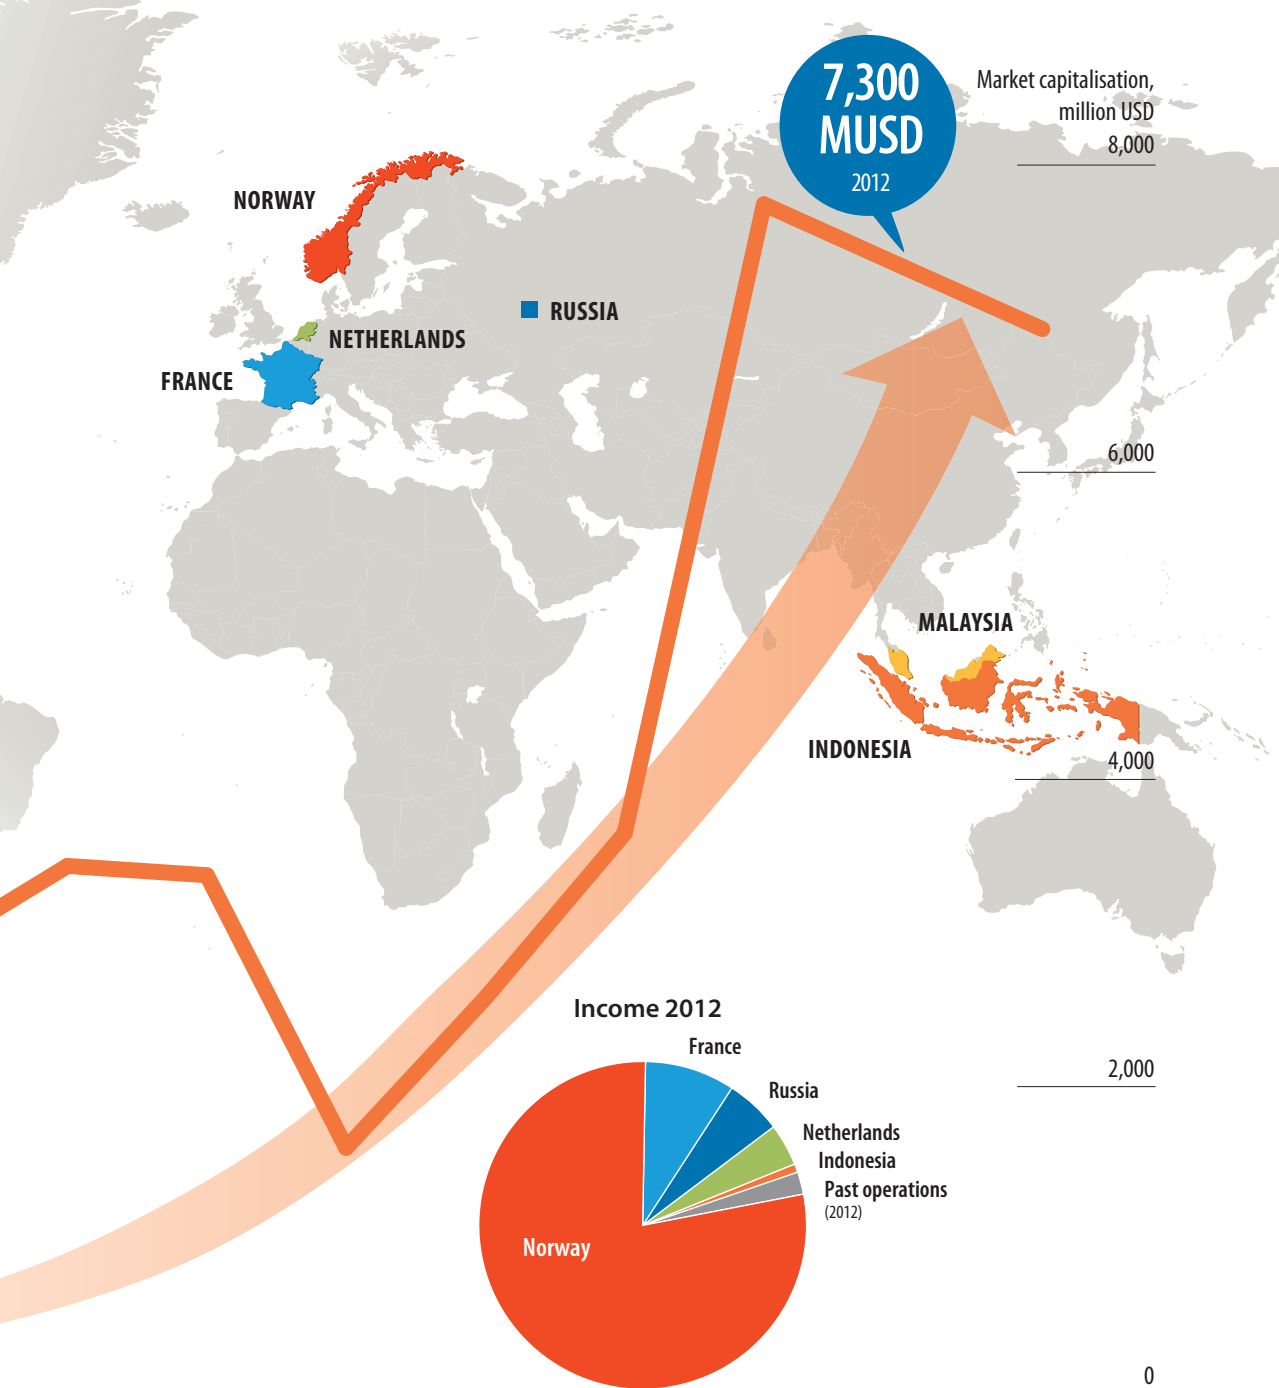 7,300
MUSD
2012
Market capitalisation,
million USD
8,000
NORWAY
RUSSIA
NETHERLANDS
FRANCE
6,000
MALAYSIA
INDONESIA
4,000
Income 2012
France
2,000
Russia
Netherlands
Indonesia
Past operations
(2012)
Norway
0